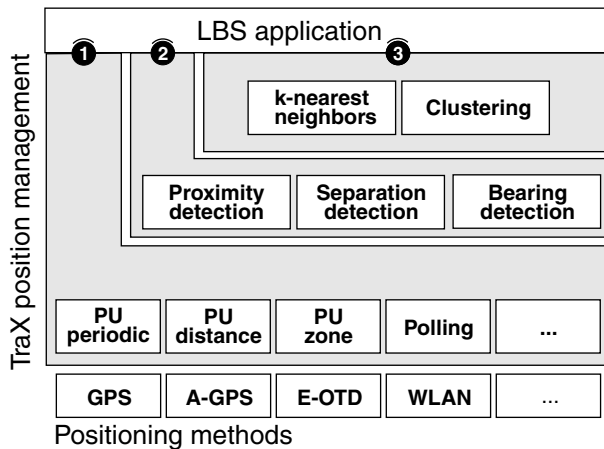 LBS application
1 2 3
TraX position management
k-nearest
neighbors
Clustering
Proximity
detection
Separation
detection
Bearing
detection
PU
periodic
PU
distance
PU
zone
Polling
...
GPS
A-GPS
E-OTD
WLAN
...
Positioning methods